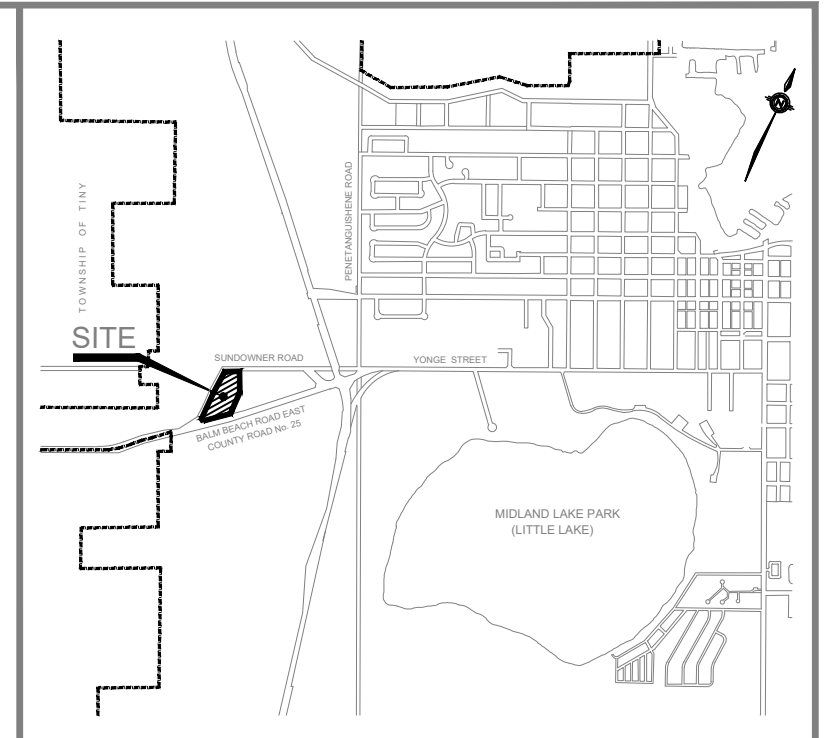 TOWNSHIP OF TINY
PENETANGUISHENE ROAD
N
SITE
SUNDOWNER ROAD
YONGE STREET
BALM BEACH ROAD EAST
COUNTY ROAD No. 25
MIDLAND LAKE PARK
(LITTLE LAKE)